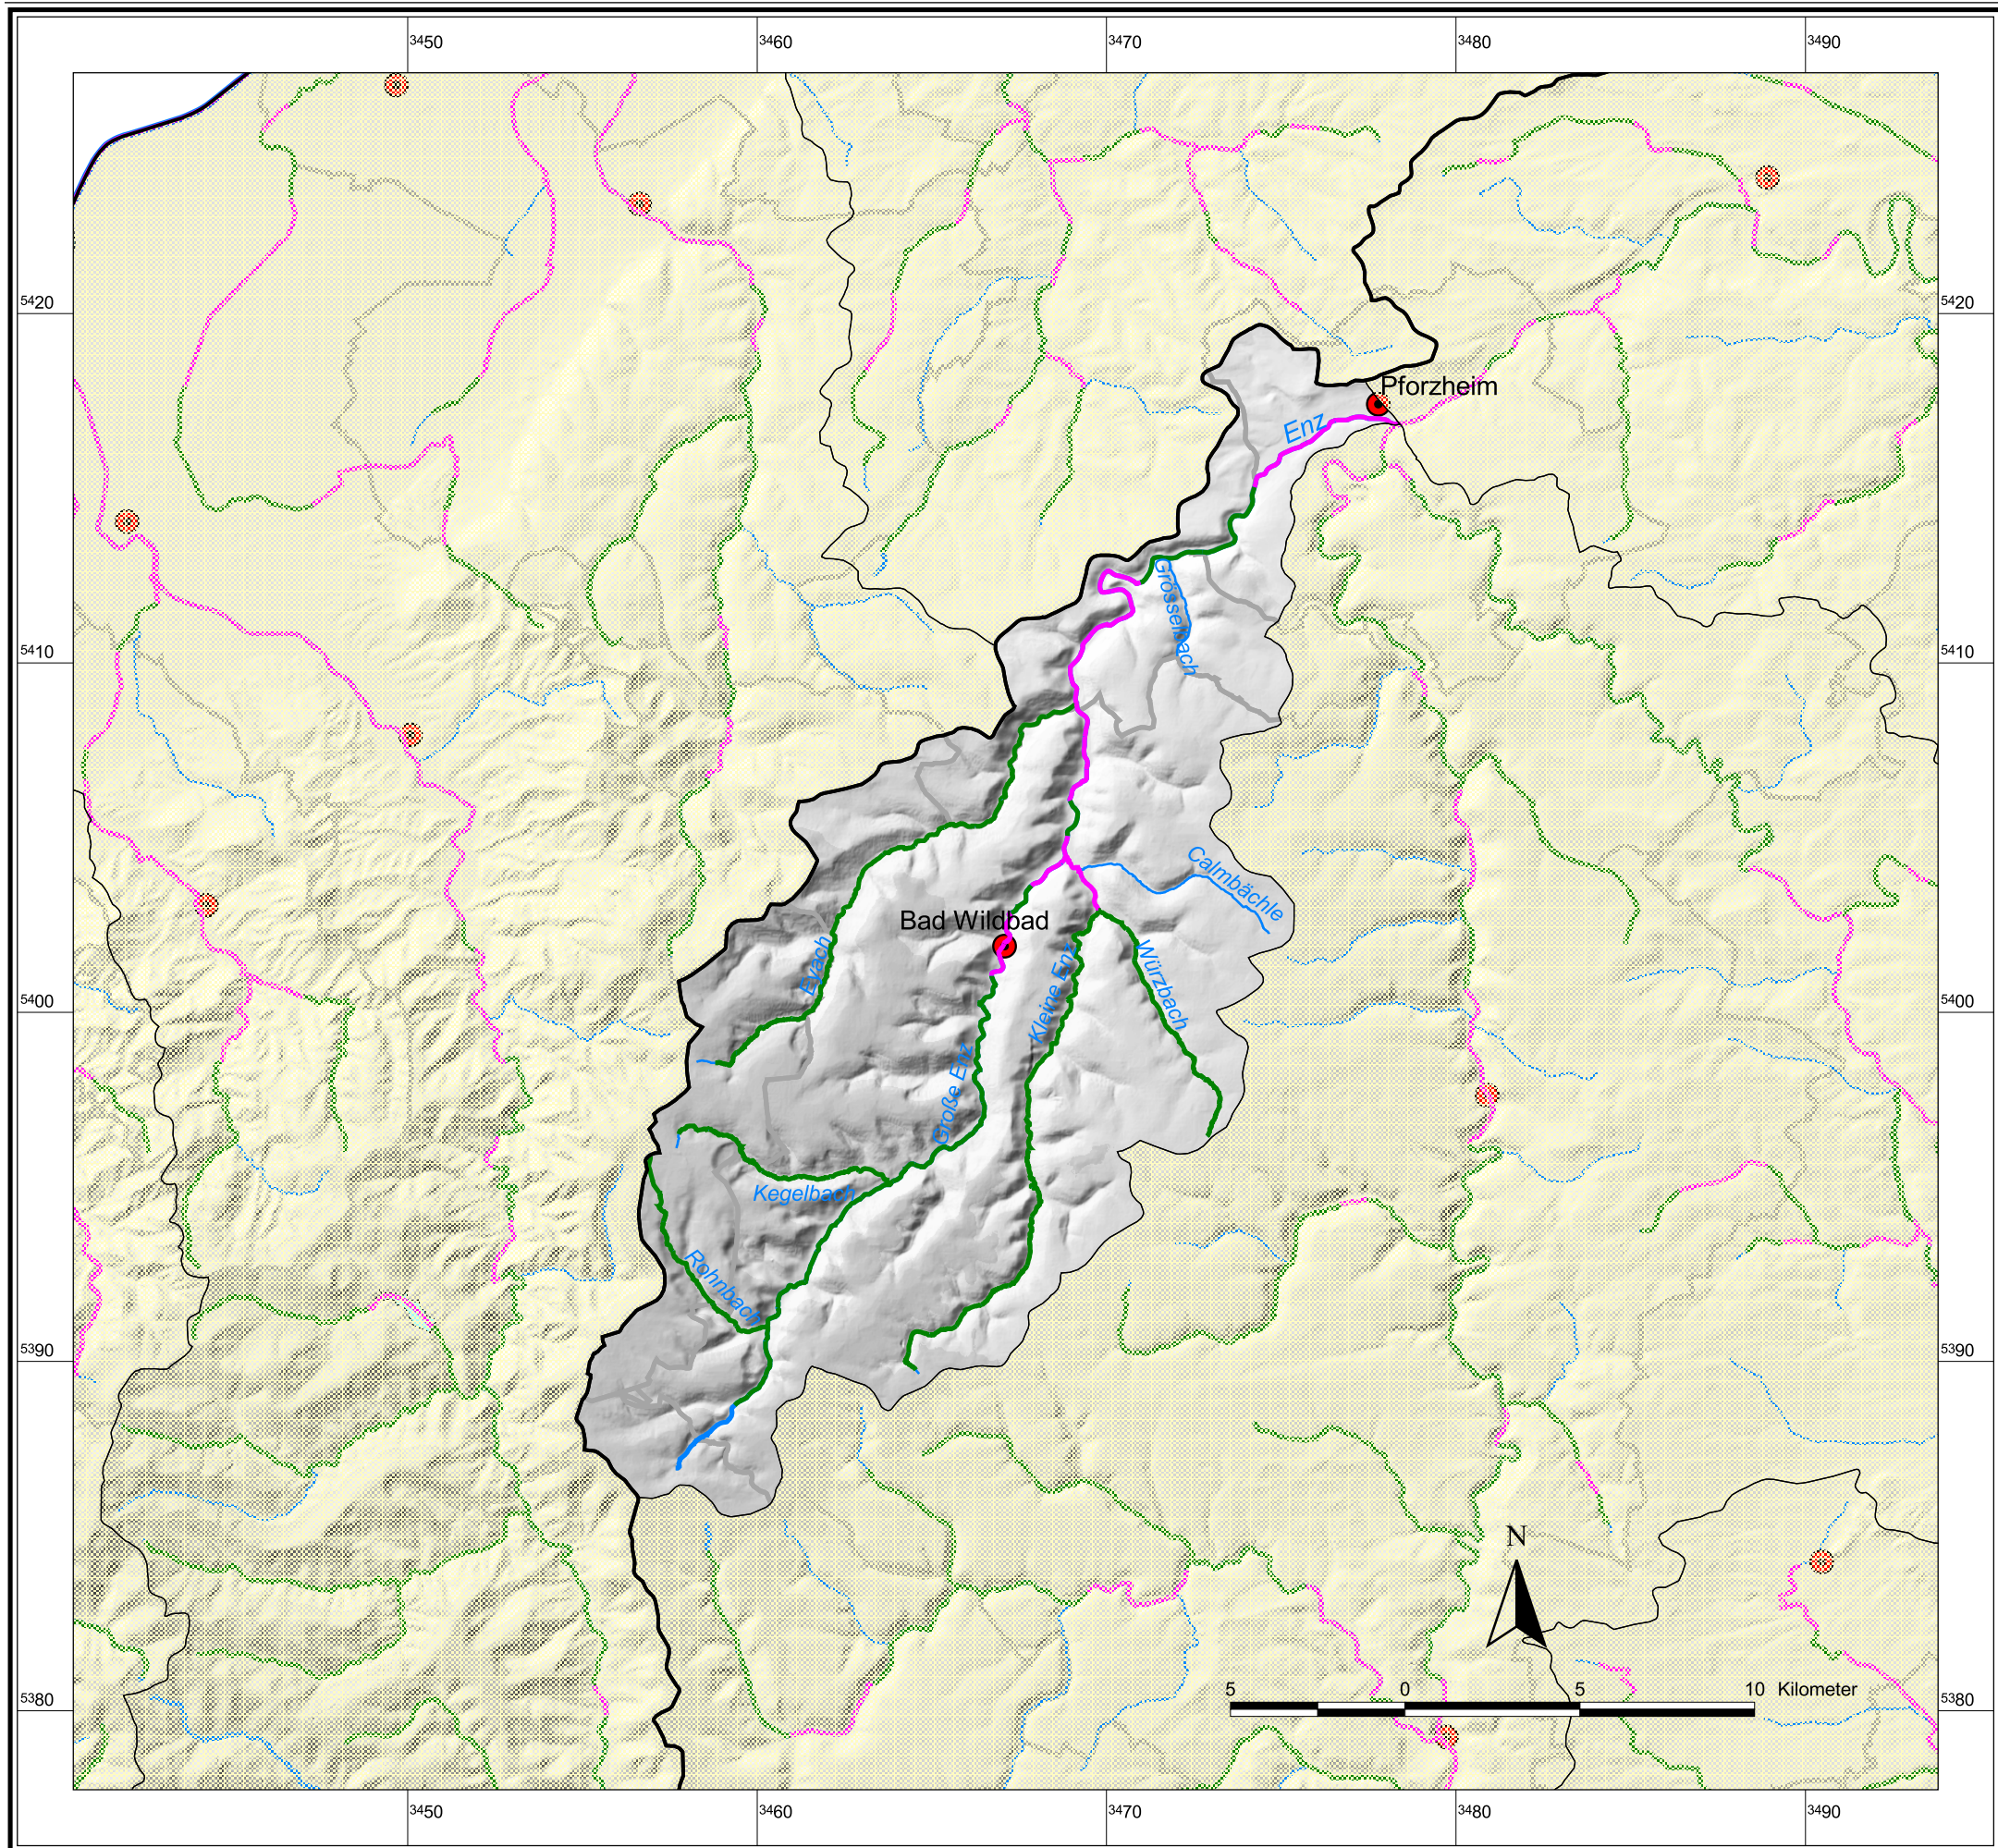 3450 3460 3470 3480 3490
5420 5420
Pforzheim
Enz
Grösselbach
5410 5410
Calmbächle
Bad Wildbad
Eyach
Kleine Enz
Würzbach
5400 5400
Große Enz
Kegelbach
Rohnbach
5390 5390
N
5 0 5 10 Kilometer
5380 5380
3450 3460 3470 3480 3490